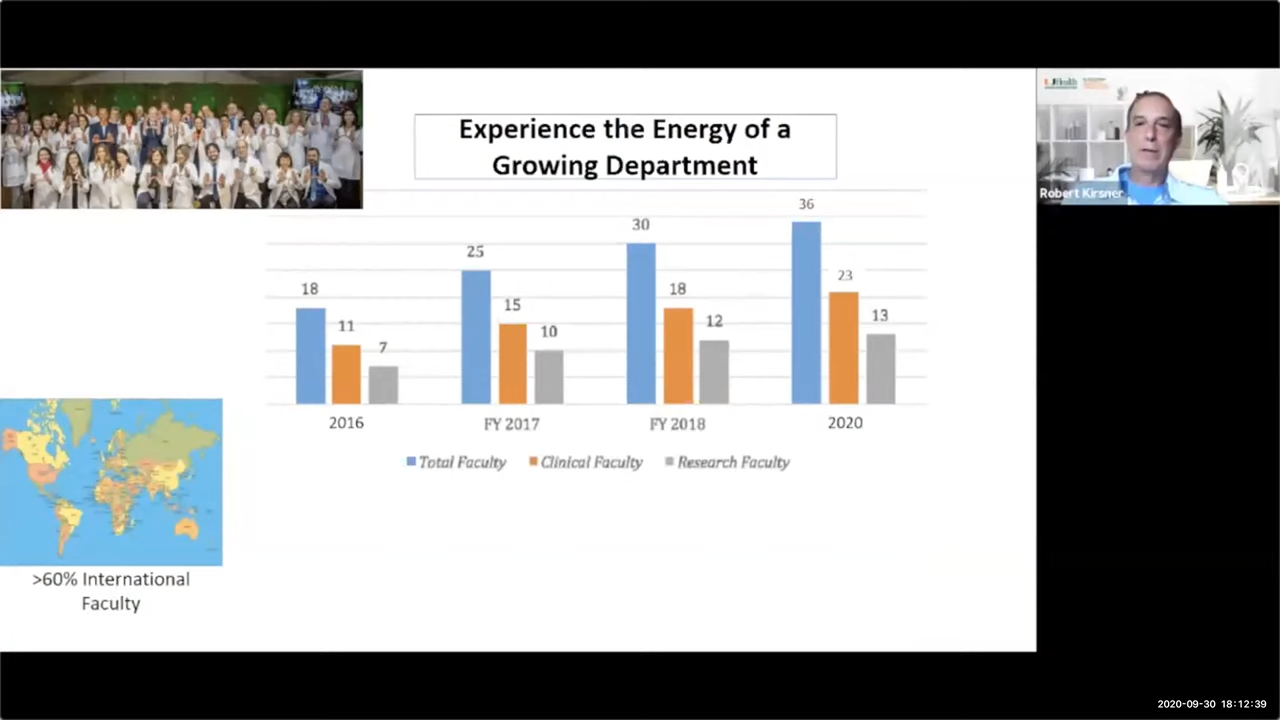 Experience the Energy of a
Growing Department
18
11
7
25
15
10
30
18
12
36
23
13
2016
FY 2017
FY 2018
2020
Total Faculty
Clinical Faculty
Research Faculty
>60% International
Faculty
UHealth
Robert Kirsner
2020-09-30 18:12:39